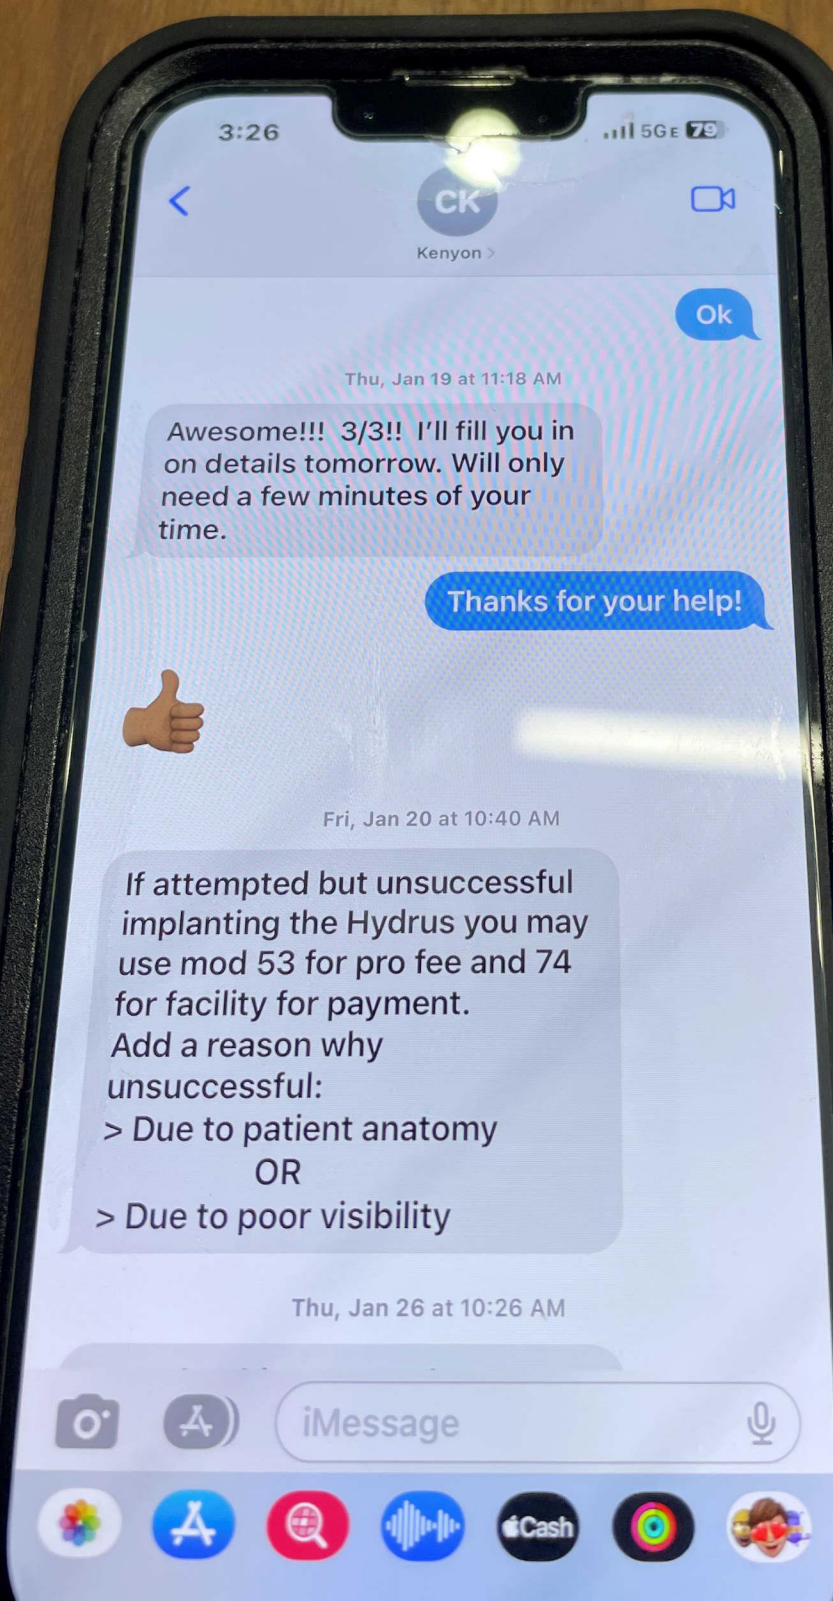 3:26
5GE 79
CK
Kenyon >
Ok
Thu, Jan 19 at 11:18 AM
Awesome!!!  3/3!!  I'll fill you in
on details tomorrow. Will only
need a few minutes of your
time.
Thanks for your help!
Fri, Jan 20 at 10:40 AM
If attempted but unsuccessful
implanting the Hydrus you may
use mod 53 for pro fee and 74
for facility for payment.
Add a reason why
unsuccessful:
> Due to patient anatomy
OR
> Due to poor visibility
Thu, Jan 26 at 10:26 AM
iMessage
Cash